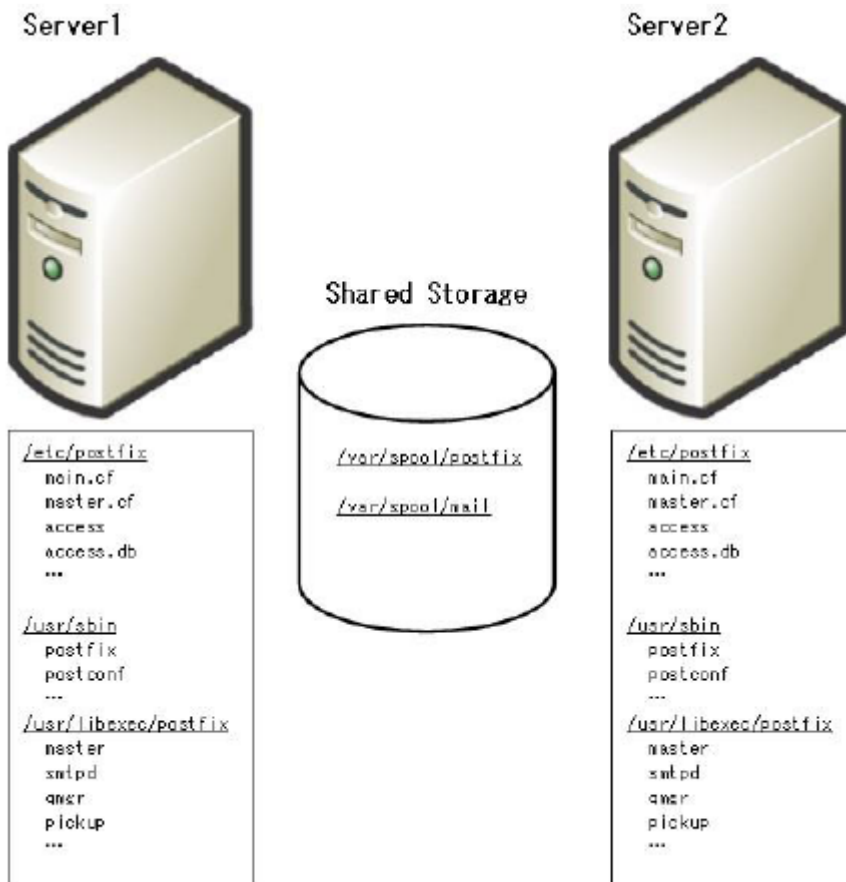 Server1
/etc/postfix
main.cf
master.cf
access
access.db
...
/usr/sbin
postfix
postconf
...
/usr/libexec/postfix
master
smtpd
qmgr
pickup
...
Shared Storage
/var/spool/postfix
/var/spool/mail
Server2
/etc/postfix
main.cf
master.cf
access
access.db
...
/usr/sbin
postfix
postconf
...
/usr/libexec/postfix
master
smtpd
qmgr
pickup
...